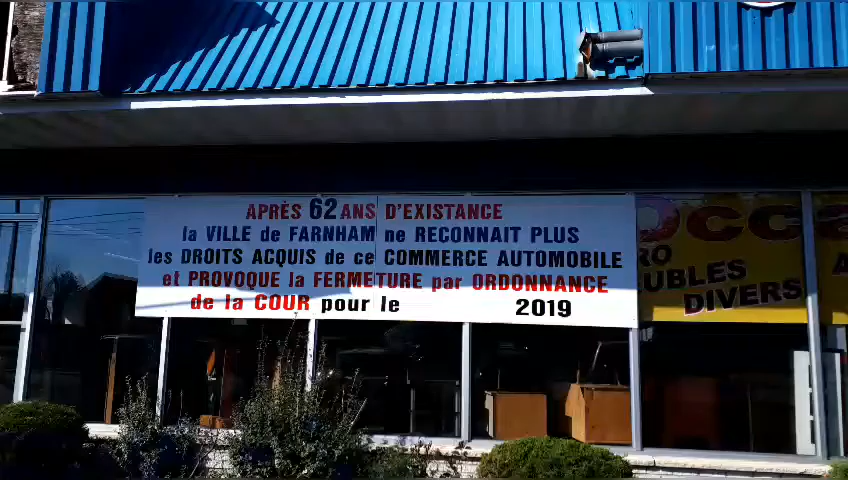 APRÈS 62 ANS D'EXISTANCE
la VILLE de FARNHAM ne RECONNAIT PLUS
les DROITS ACQUIS de ce COMMERCE AUTOMOBILE
et PROVOQUE la FERMETURE par ORDONNANCE
de la COUR pour le 2019
DIVERS